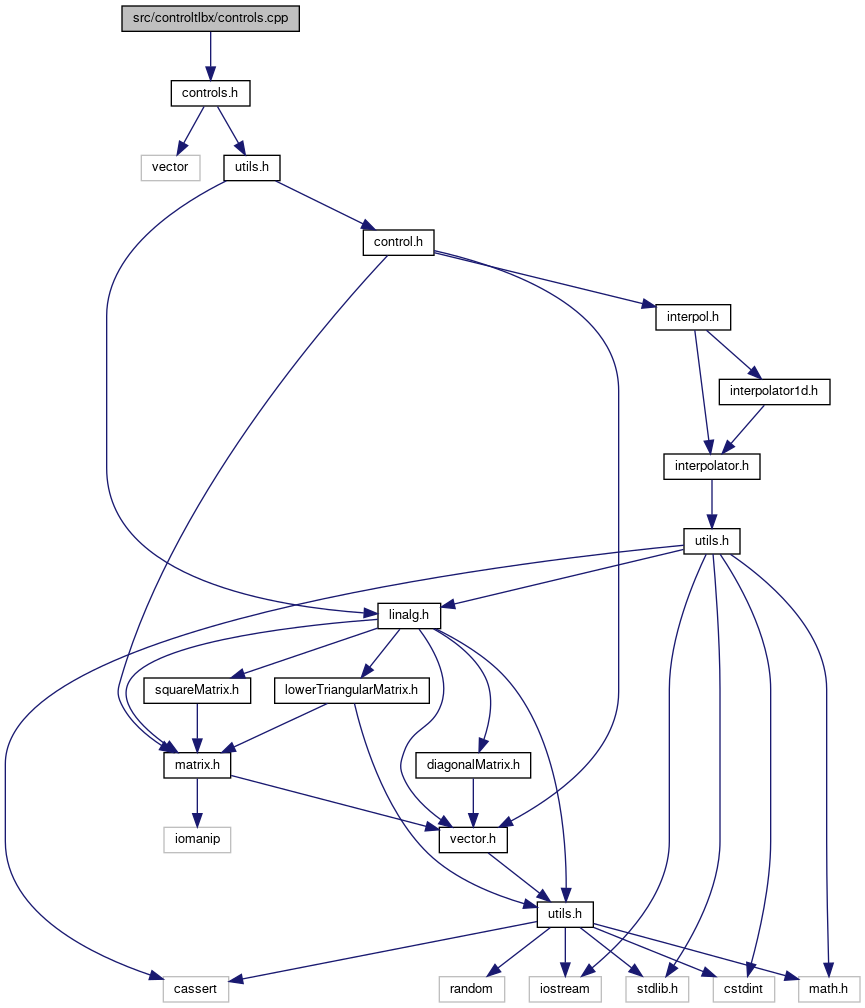 src/controltlbx/controls.cpp
controls.h
vector
utils.h
control.h
interpol.h
interpolator1d.h
interpolator.h
utils.h
linalg.h
squareMatrix.h
lowerTriangularMatrix.h
matrix.h
diagonalMatrix.h
iomanip
vector.h
utils.h
cassert
random
iostream
stdlib.h
cstdint
math.h